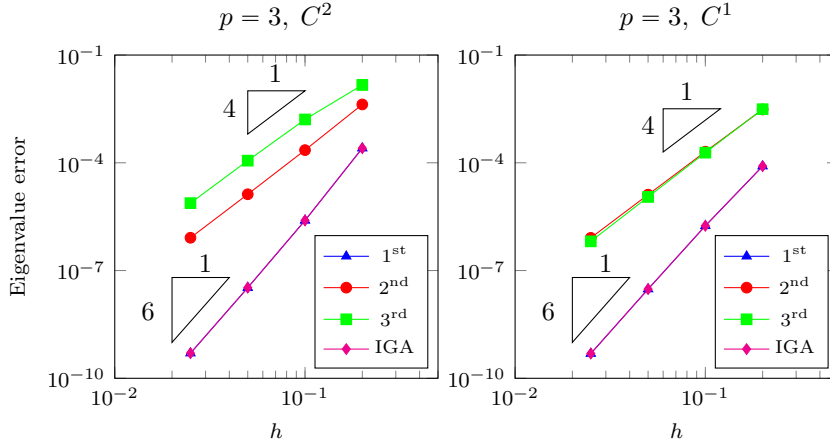 p = 3, C²
p = 3, C¹
Eigenvalue error
10⁻¹
10⁻⁴
10⁻⁷
10⁻¹⁰
10⁻²
10⁻¹
h
1
4
1
6
1ˢᵗ
2ⁿᵈ
3ʳᵈ
IGA
10⁻¹
10⁻⁴
10⁻⁷
10⁻¹⁰
10⁻²
10⁻¹
h
1
4
1
6
1ˢᵗ
2ⁿᵈ
3ʳᵈ
IGA